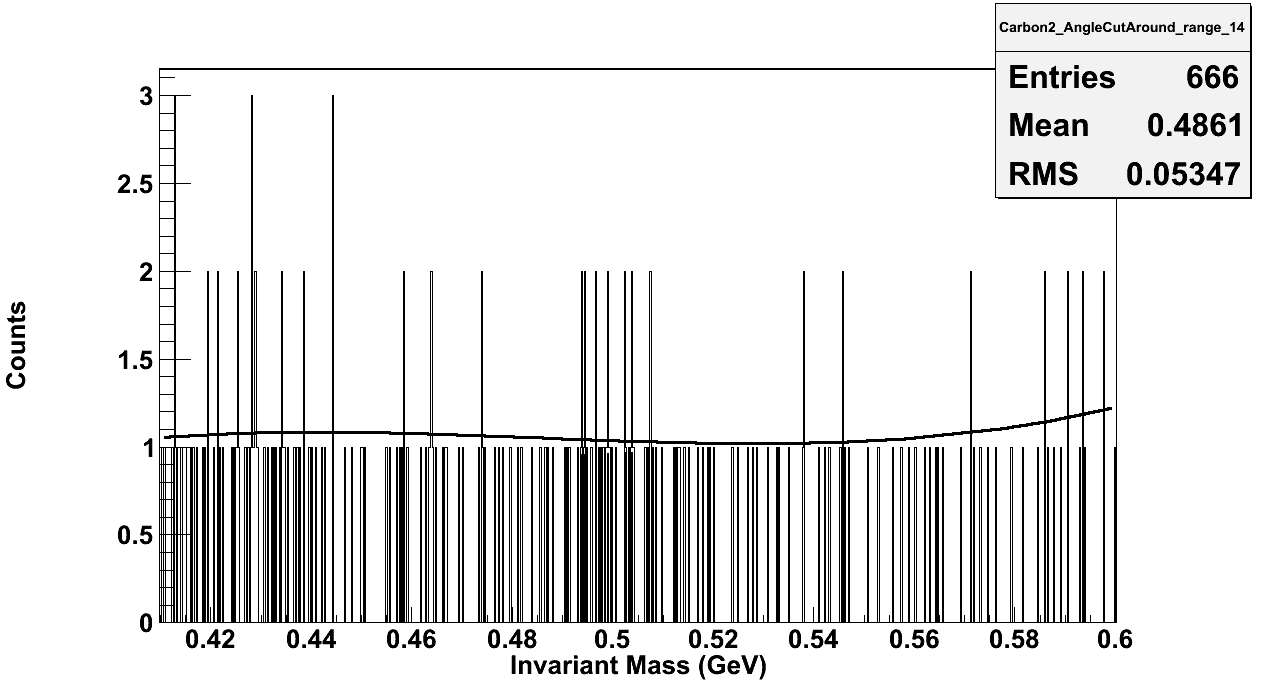 Carbon2_AngleCutAround_range_14
Entries 666
Mean 0.4861
RMS 0.05347
Counts
3
2.5
2
1.5
1
0.5
0
0.42 0.44 0.46 0.48 0.5 0.52 0.54 0.56 0.58 0.6
Invariant Mass (GeV)